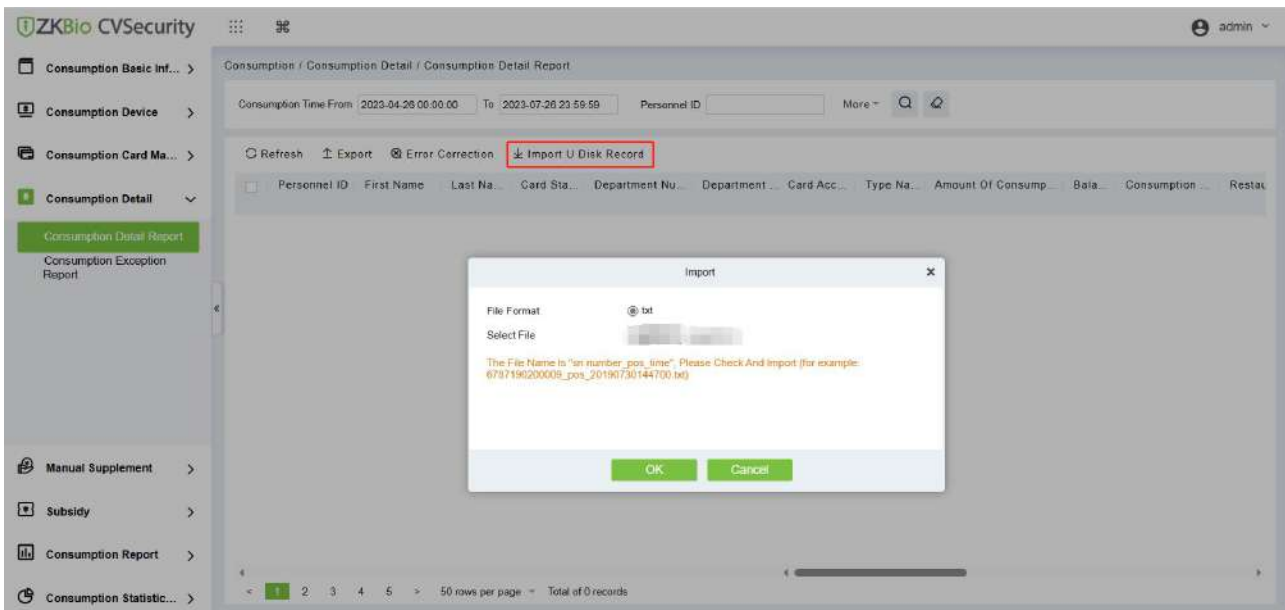 ZKBio CVSecurity
admin
Consumption Basic Inf...
Consumption Device
Consumption Card Ma...
Consumption Detail
Consumption Detail Report
Consumption Exception
Report
Manual Supplement
Subsidy
Consumption Report
Consumption Statistic...
Consumption / Consumption Detail / Consumption Detail Report
Consumption Time From 2023-04-26 00:00:00 To 2023-07-26 23:59:59 Personnel ID More
Refresh Export Error Correction Import U Disk Record
Personnel ID First Name Last Na... Card Sta... Department Nu... Department ... Card Acc... Type Na... Amount Of Consump... Bala... Consumption ... Restau
Import
File Format txt
Select File
The File Name Is "sn number_pos_time", Please Check And Import (for example:
6787190200009_pos_20190730144700.txt)
OK Cancel
< 1 2 3 4 5 > 50 rows per page Total of 0 records